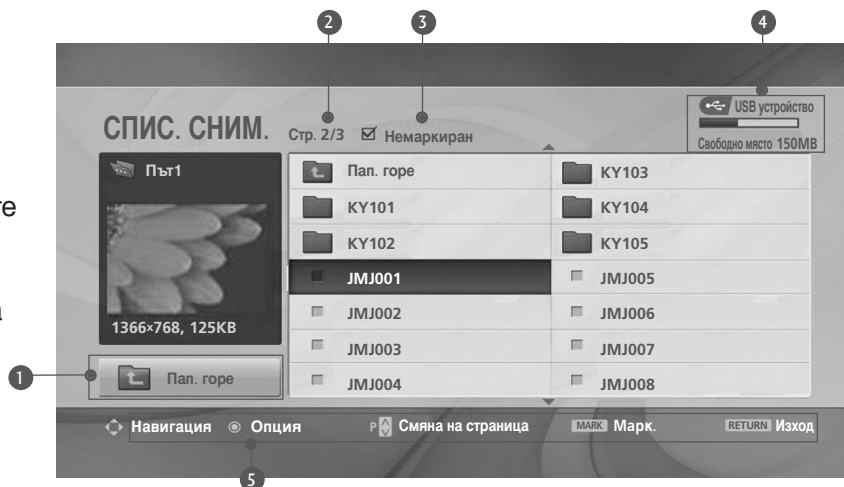 2 3 4
USB устройство
СПИС. СНИМ. Стр. 2/3 Немаркиран
Свободно място 150MB
Път1
Пап. горе KY103
KY101 KY104
KY102 KY105
JMJ001 JMJ005
JMJ002 JMJ006
1366×768, 125KB
JMJ003 JMJ007
1 Пап. горе
JMJ004 JMJ008
Навигация Опция P Смяна на страница MARK Марк. RETURN Изход
5